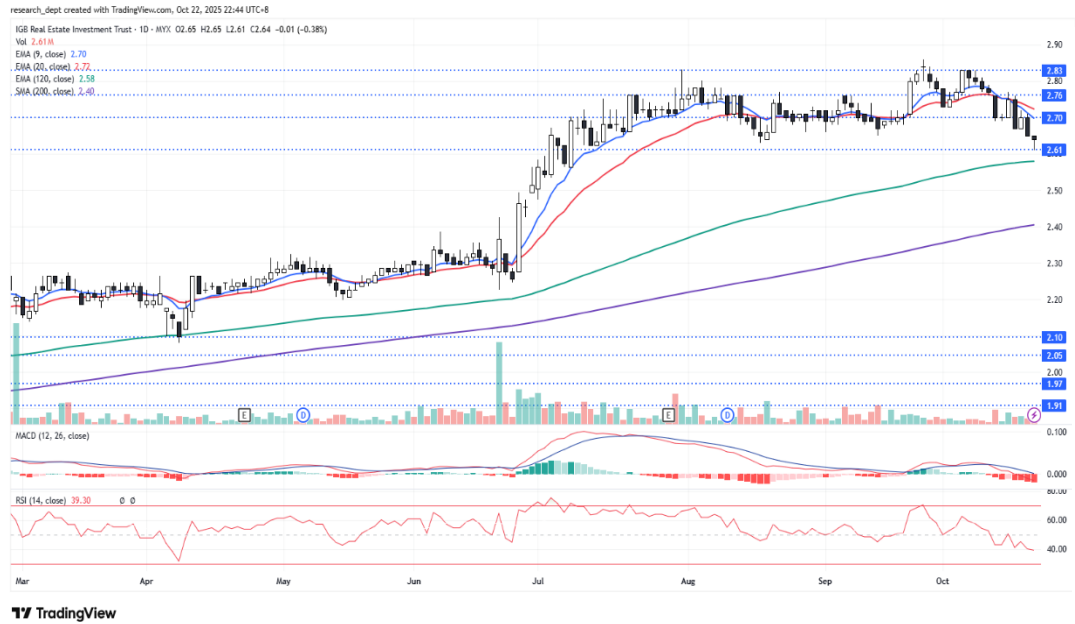 research_dept created with TradingView.com, Oct 22, 2025 22:44 UTC+8
IGB Real Estate Investment Trust · 1D · MYX O2.65 H2.65 L2.61 C2.64 −0.01 (−0.38%)
Vol 2.61M
EMA (9, close) 2.70
EMA (20, close) 2.72
EMA (120, close) 2.58
SMA (200, close) 2.40
2.90
2.83
2.80
2.76
2.70
2.61
2.50
2.40
2.30
2.20
2.10
2.05
2.00
1.97
1.91
E
D
E
D
MACD (12, 26, close)
0.100
0.000
RSI (14, close) 39.30 Ø Ø
80.00
60.00
40.00
Mar Apr May Jun Jul Aug Sep Oct
TradingView